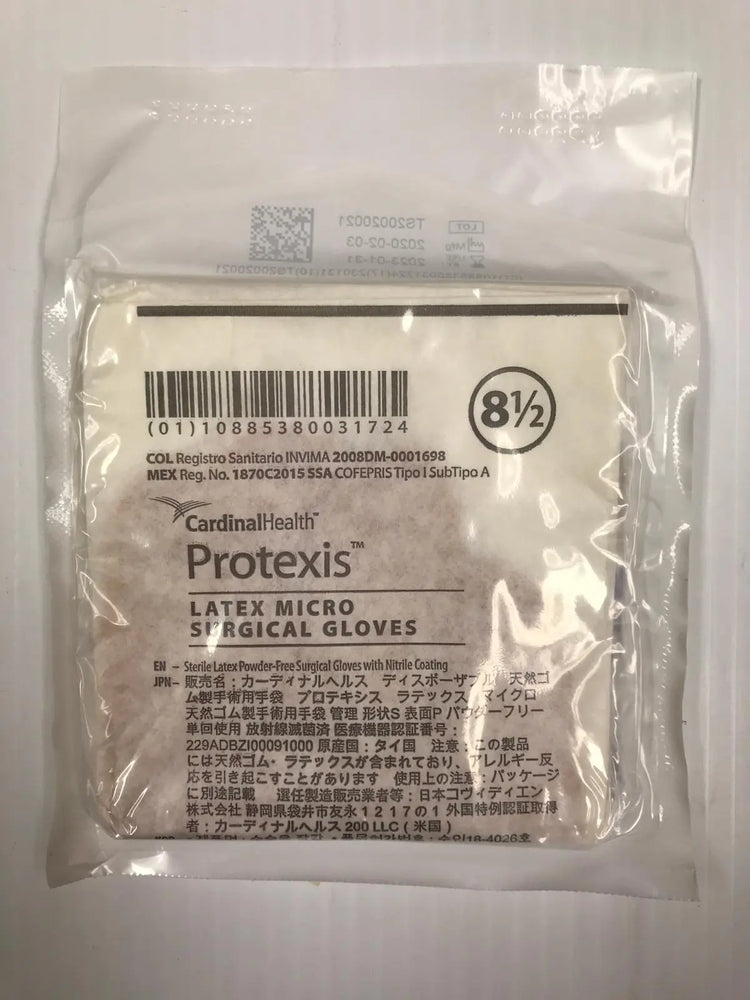 LOT TS20020021
Mfd 2020-02-03
2023-01-31
(01)10885380031724
8½
COL Registro Sanitario INVIMA 2008DM-0001698
MEX Reg. No. 1870C2015 SSA COFEPRIS Tipo I SubTipo A
CardinalHealth™
Protexis™
LATEX MICRO
SURGICAL GLOVES
EN – Sterile Latex Powder-Free Surgical Gloves with Nitrile Coating
JPN– 販売名：カーディナルヘルス ディスポーザブル 天然ゴ
ム製手術用手袋 プロテキシス ラテックス マイクロ
天然ゴム製手術用手袋 管理 形状S 表面P パウダーフリー
単回使用 放射線滅菌済 医療機器認証番号：
229ADBZI00091000 原産国：タイ国 注意：この製品
には天然ゴム・ラテックスが含まれており、アレルギー反
応を引き起こすことがあります 使用上の注意：パッケージ
に別途記載 選任製造販売業者等：日本コヴィディエン
株式会社 静岡県袋井市友永１２１７の１外国特例認証取得
者：カーディナルヘルス 200 LLC ( 米国 )